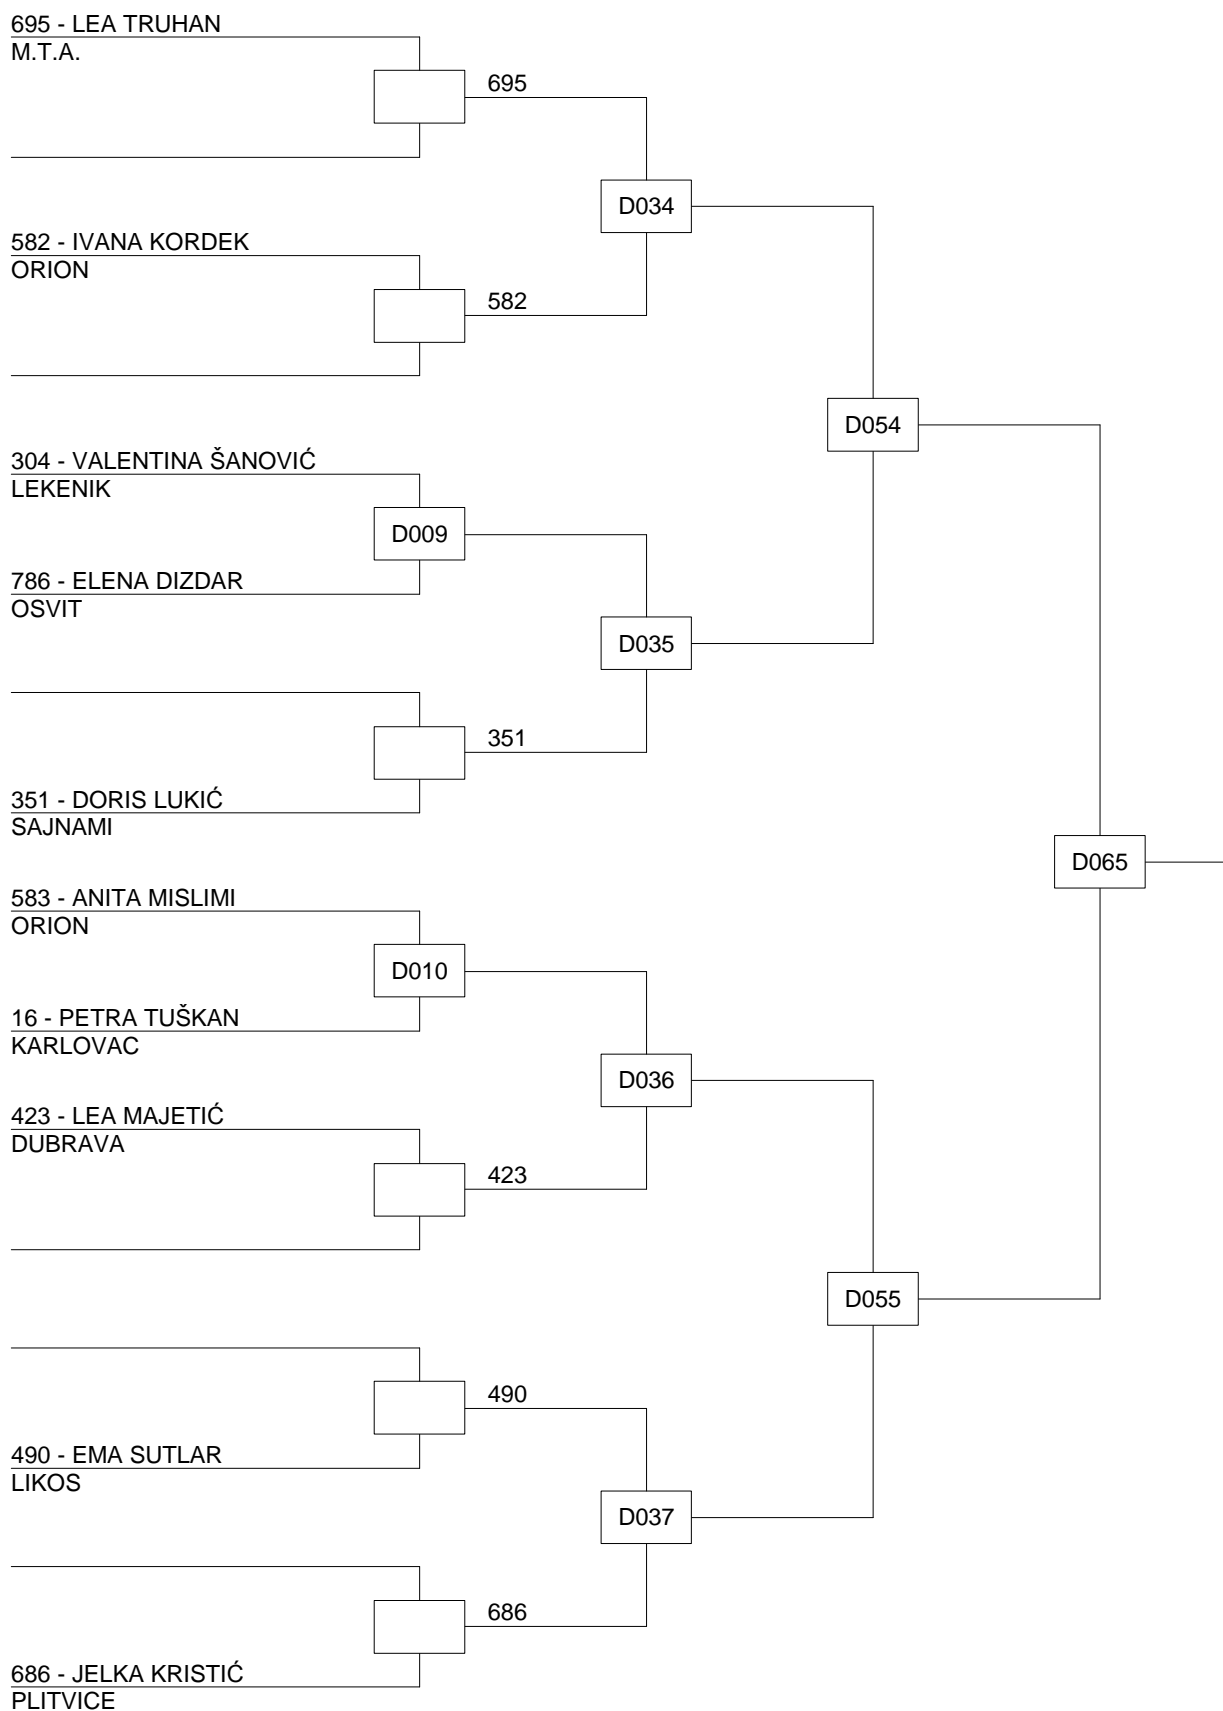 695 - LEA TRUHAN
M.T.A.
695
D034
582 - IVANA KORDEK
ORION
582
D054
304 - VALENTINA ŠANOVIĆ
LEKENIK
D009
786 - ELENA DIZDAR
OSVIT
D035
351
351 - DORIS LUKIĆ
SAJNAMI
D065
583 - ANITA MISLIMI
ORION
D010
16 - PETRA TUŠKAN
KARLOVAC
D036
423 - LEA MAJETIĆ
DUBRAVA
423
D055
490
490 - EMA SUTLAR
LIKOS
D037
686
686 - JELKA KRISTIĆ
PLITVICE